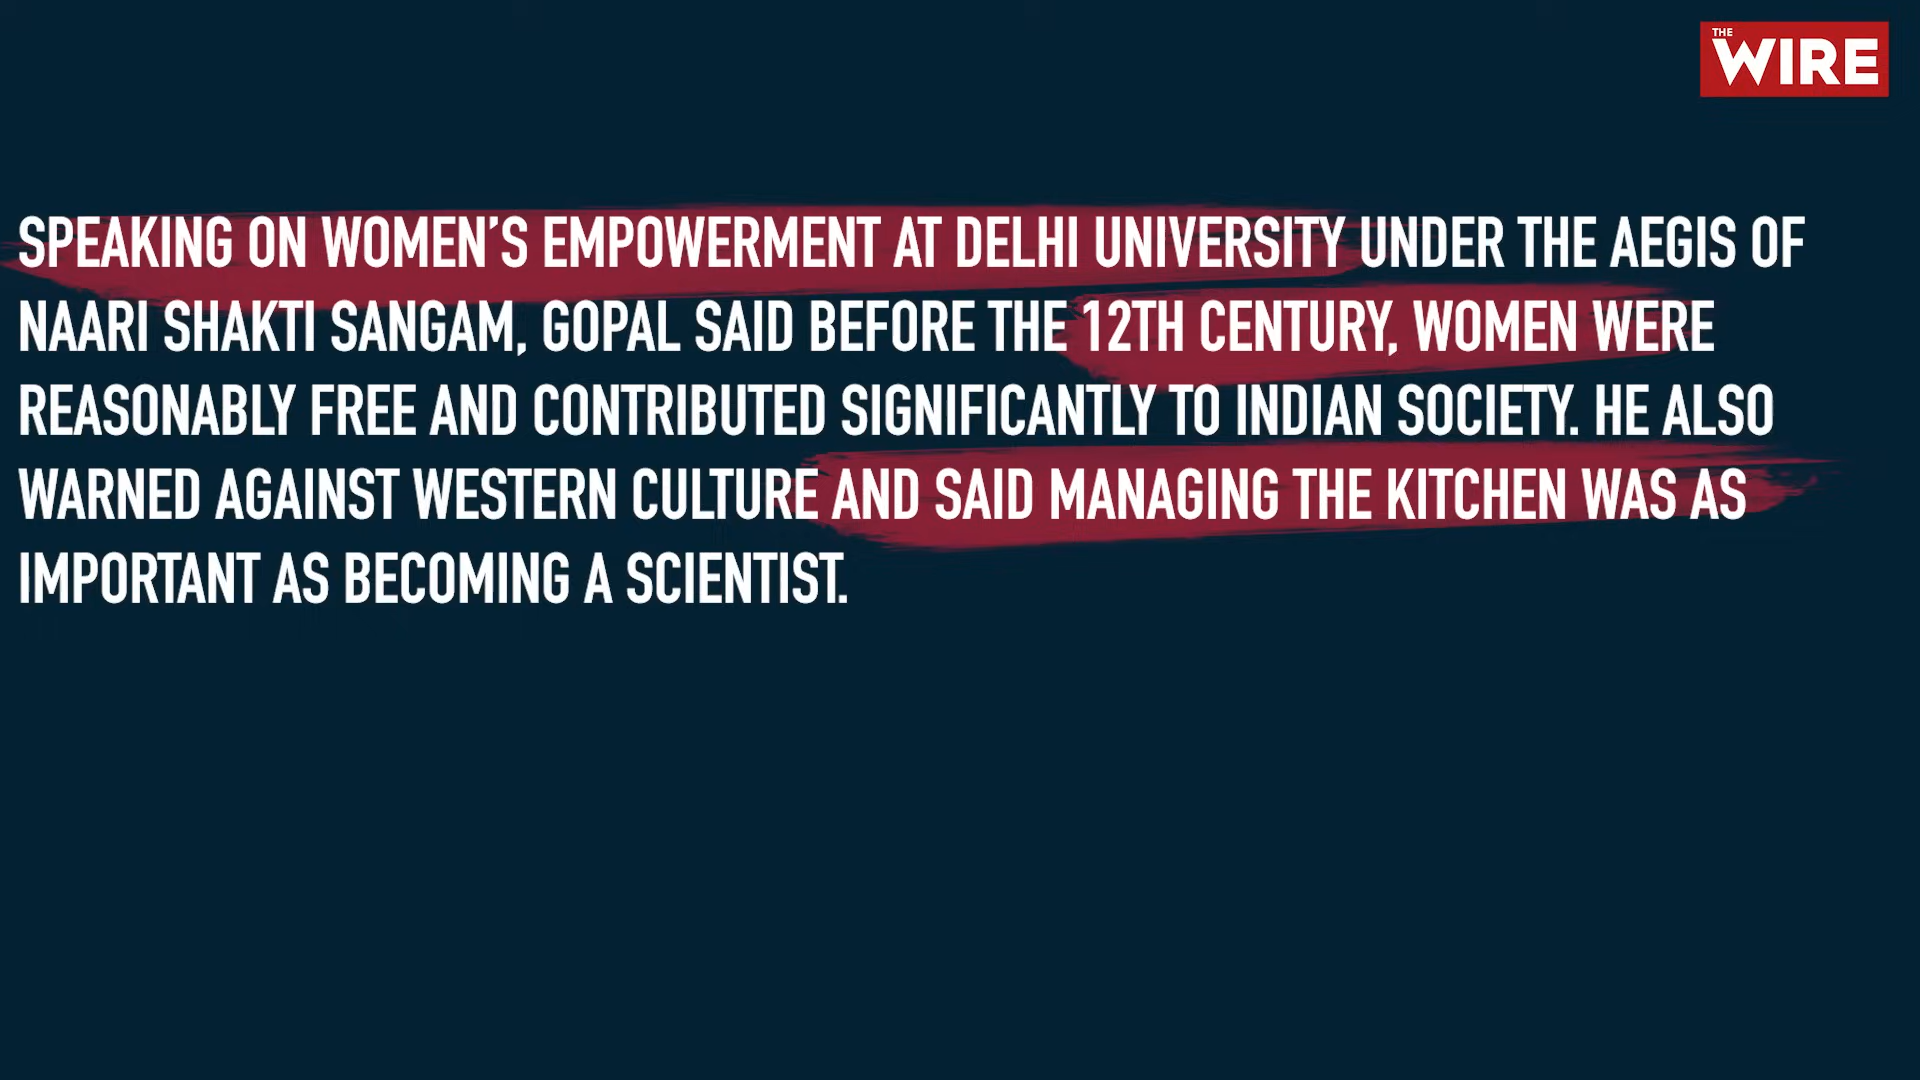 THE
WIRE
SPEAKING ON WOMEN’S EMPOWERMENT AT DELHI UNIVERSITY UNDER THE AEGIS OF
NAARI SHAKTI SANGAM, GOPAL SAID BEFORE THE 12TH CENTURY, WOMEN WERE
REASONABLY FREE AND CONTRIBUTED SIGNIFICANTLY TO INDIAN SOCIETY. HE ALSO
WARNED AGAINST WESTERN CULTURE AND SAID MANAGING THE KITCHEN WAS AS
IMPORTANT AS BECOMING A SCIENTIST.